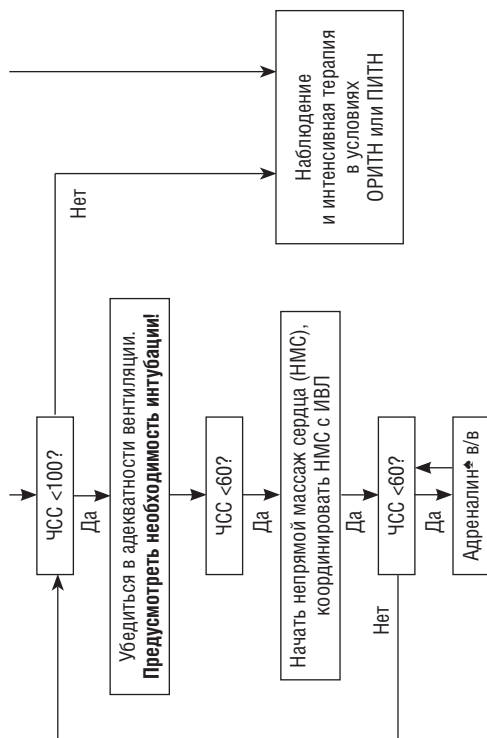 ЧСС <100?
Да
Нет
Убедиться в адекватности вентиляции.
Предусмотреть необходимость интубации!
ЧСС <60?
Да
Начать непрямой массаж сердца (НМС),
координировать НМС с ИВЛ
Да
ЧСС <60?
Нет
Да
Адреналин♠ в/в
Наблюдение
и интенсивная терапия
в условиях
ОРИТН или ПИТН